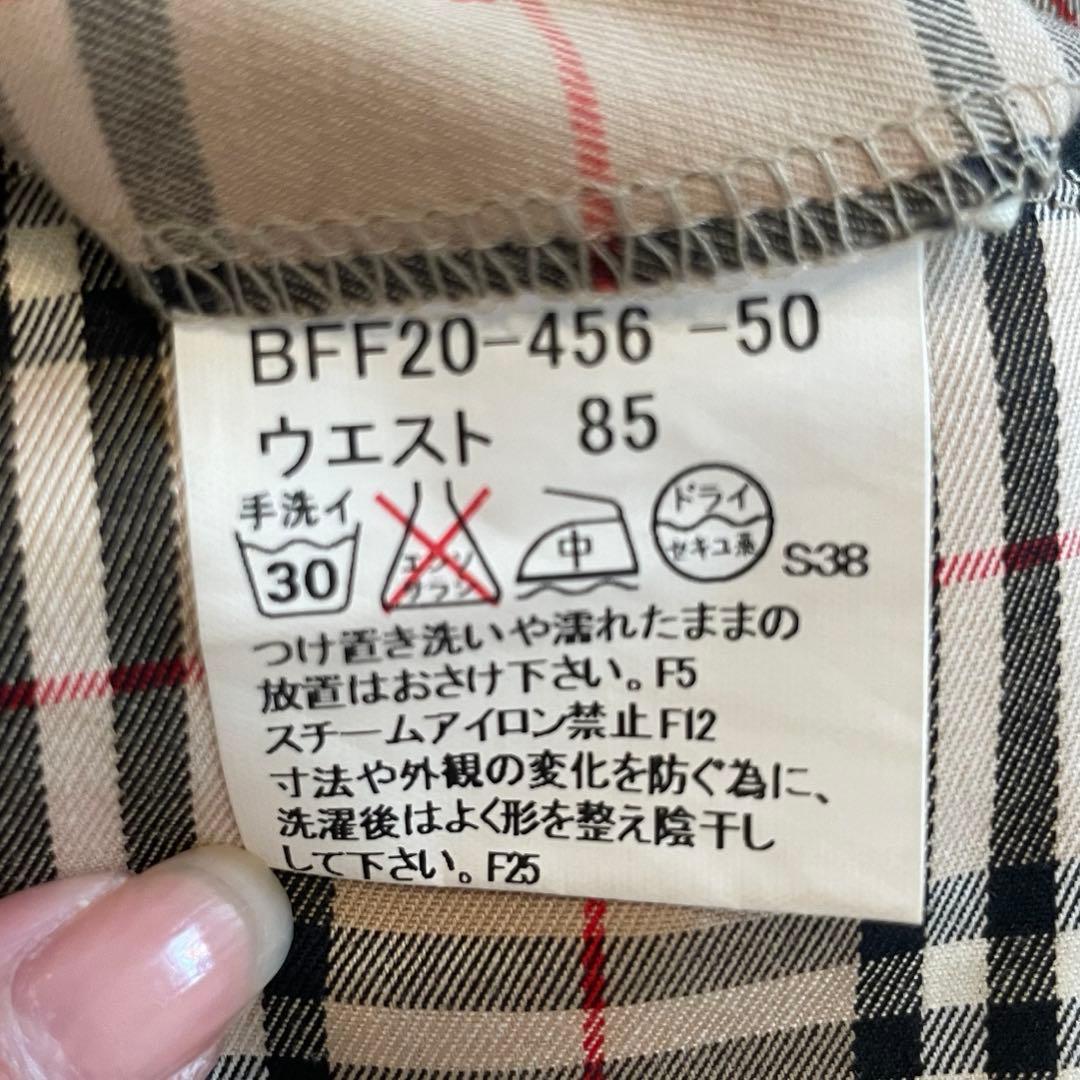 BFF20-456 -50
ウエスト 85
手洗イ
30
エンソ
サラシ
中
ドライ
セキユ系
S38
つけ置き洗いや濡れたままの
放置はおさけ下さい。F5
スチームアイロン禁止F12
寸法や外観の変化を防ぐ為に、
洗濯後はよく形を整え陰干し
して下さい。F25